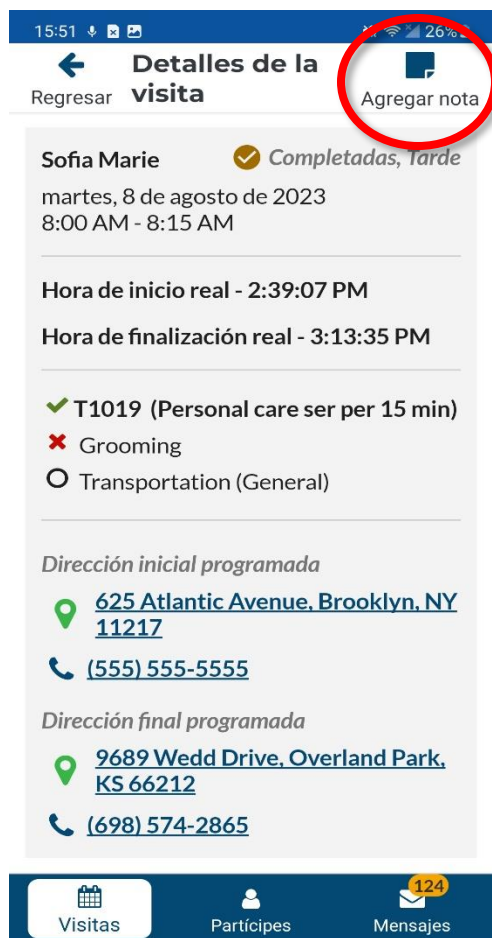 15:51 26%
Regresar
Detalles de la
visita
Agregar nota
Sofia Marie
Completadas, Tarde
martes, 8 de agosto de 2023
8:00 AM - 8:15 AM
Hora de inicio real - 2:39:07 PM
Hora de finalización real - 3:13:35 PM
T1019 (Personal care ser per 15 min)
Grooming
Transportation (General)
Dirección inicial programada
625 Atlantic Avenue, Brooklyn, NY
11217
(555) 555-5555
Dirección final programada
9689 Wedd Drive, Overland Park,
KS 66212
(698) 574-2865
124
Visitas
Partícipes
Mensajes